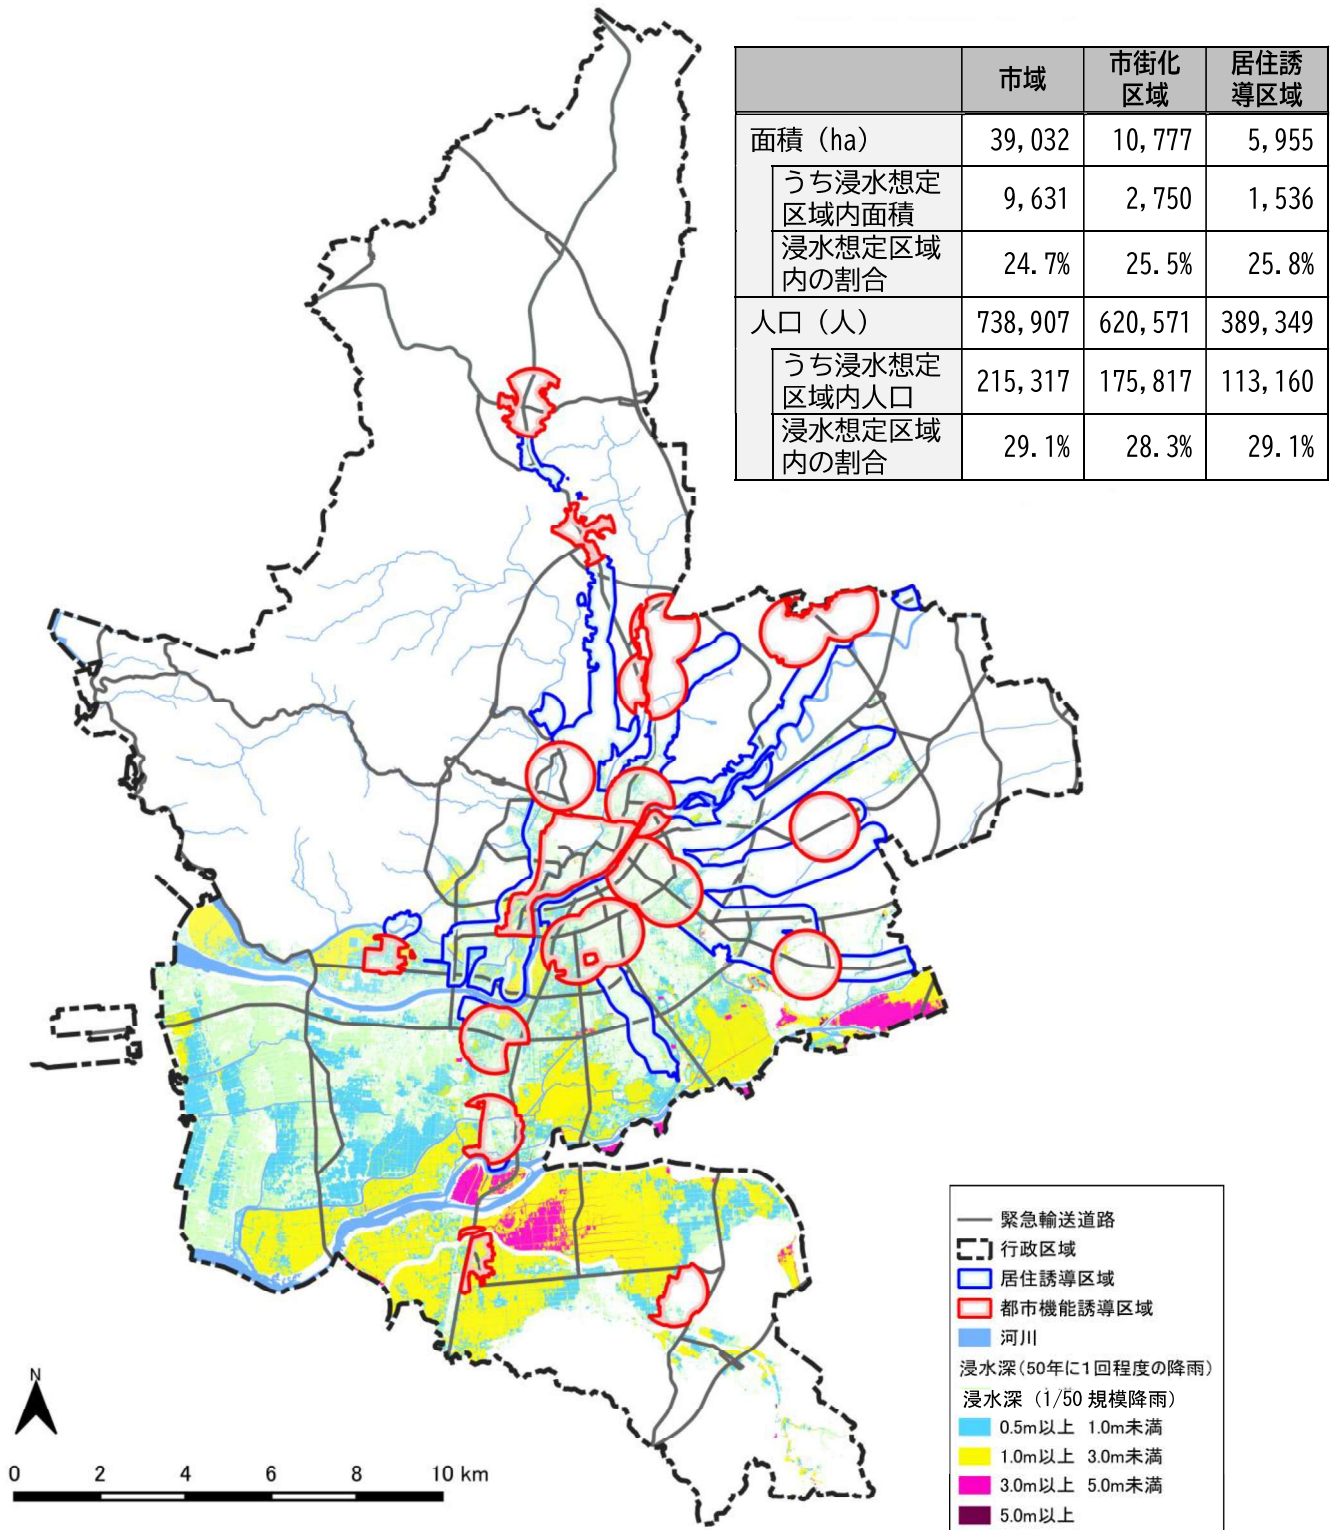 市域
市街化
区域
居住誘
導区域
面積（ha） 39,032 10,777 5,955
うち浸水想定
区域内面積 9,631 2,750 1,536
浸水想定区域
内の割合 24.7% 25.5% 25.8%
人口（人） 738,907 620,571 389,349
うち浸水想定
区域内人口 215,317 175,817 113,160
浸水想定区域
内の割合 29.1% 28.3% 29.1%
緊急輸送道路
行政区域
居住誘導区域
都市機能誘導区域
河川
浸水深(50年に1回程度の降雨)
浸水深（1/50 規模降雨）
0.5m以上 1.0m未満
1.0m以上 3.0m未満
3.0m以上 5.0m未満
5.0m以上
N
0 2 4 6 8 10 km